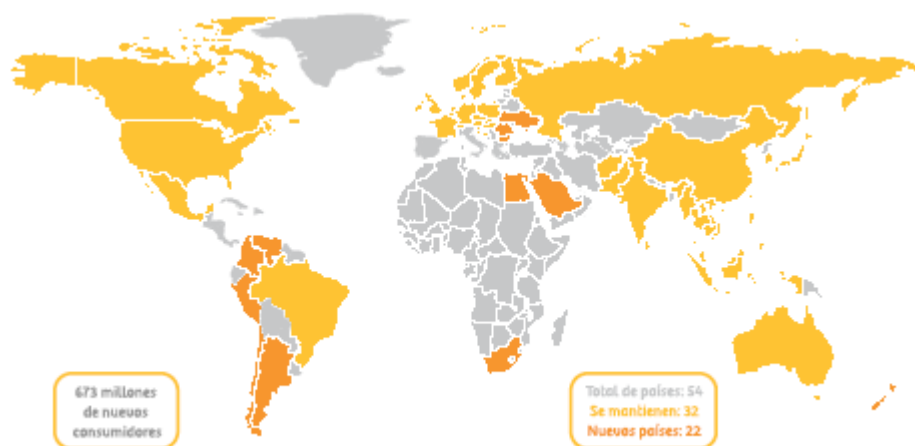 673 millones
de nuevos
consumidores
Total de países: 54
Se mantienen: 32
Nuevos países: 22